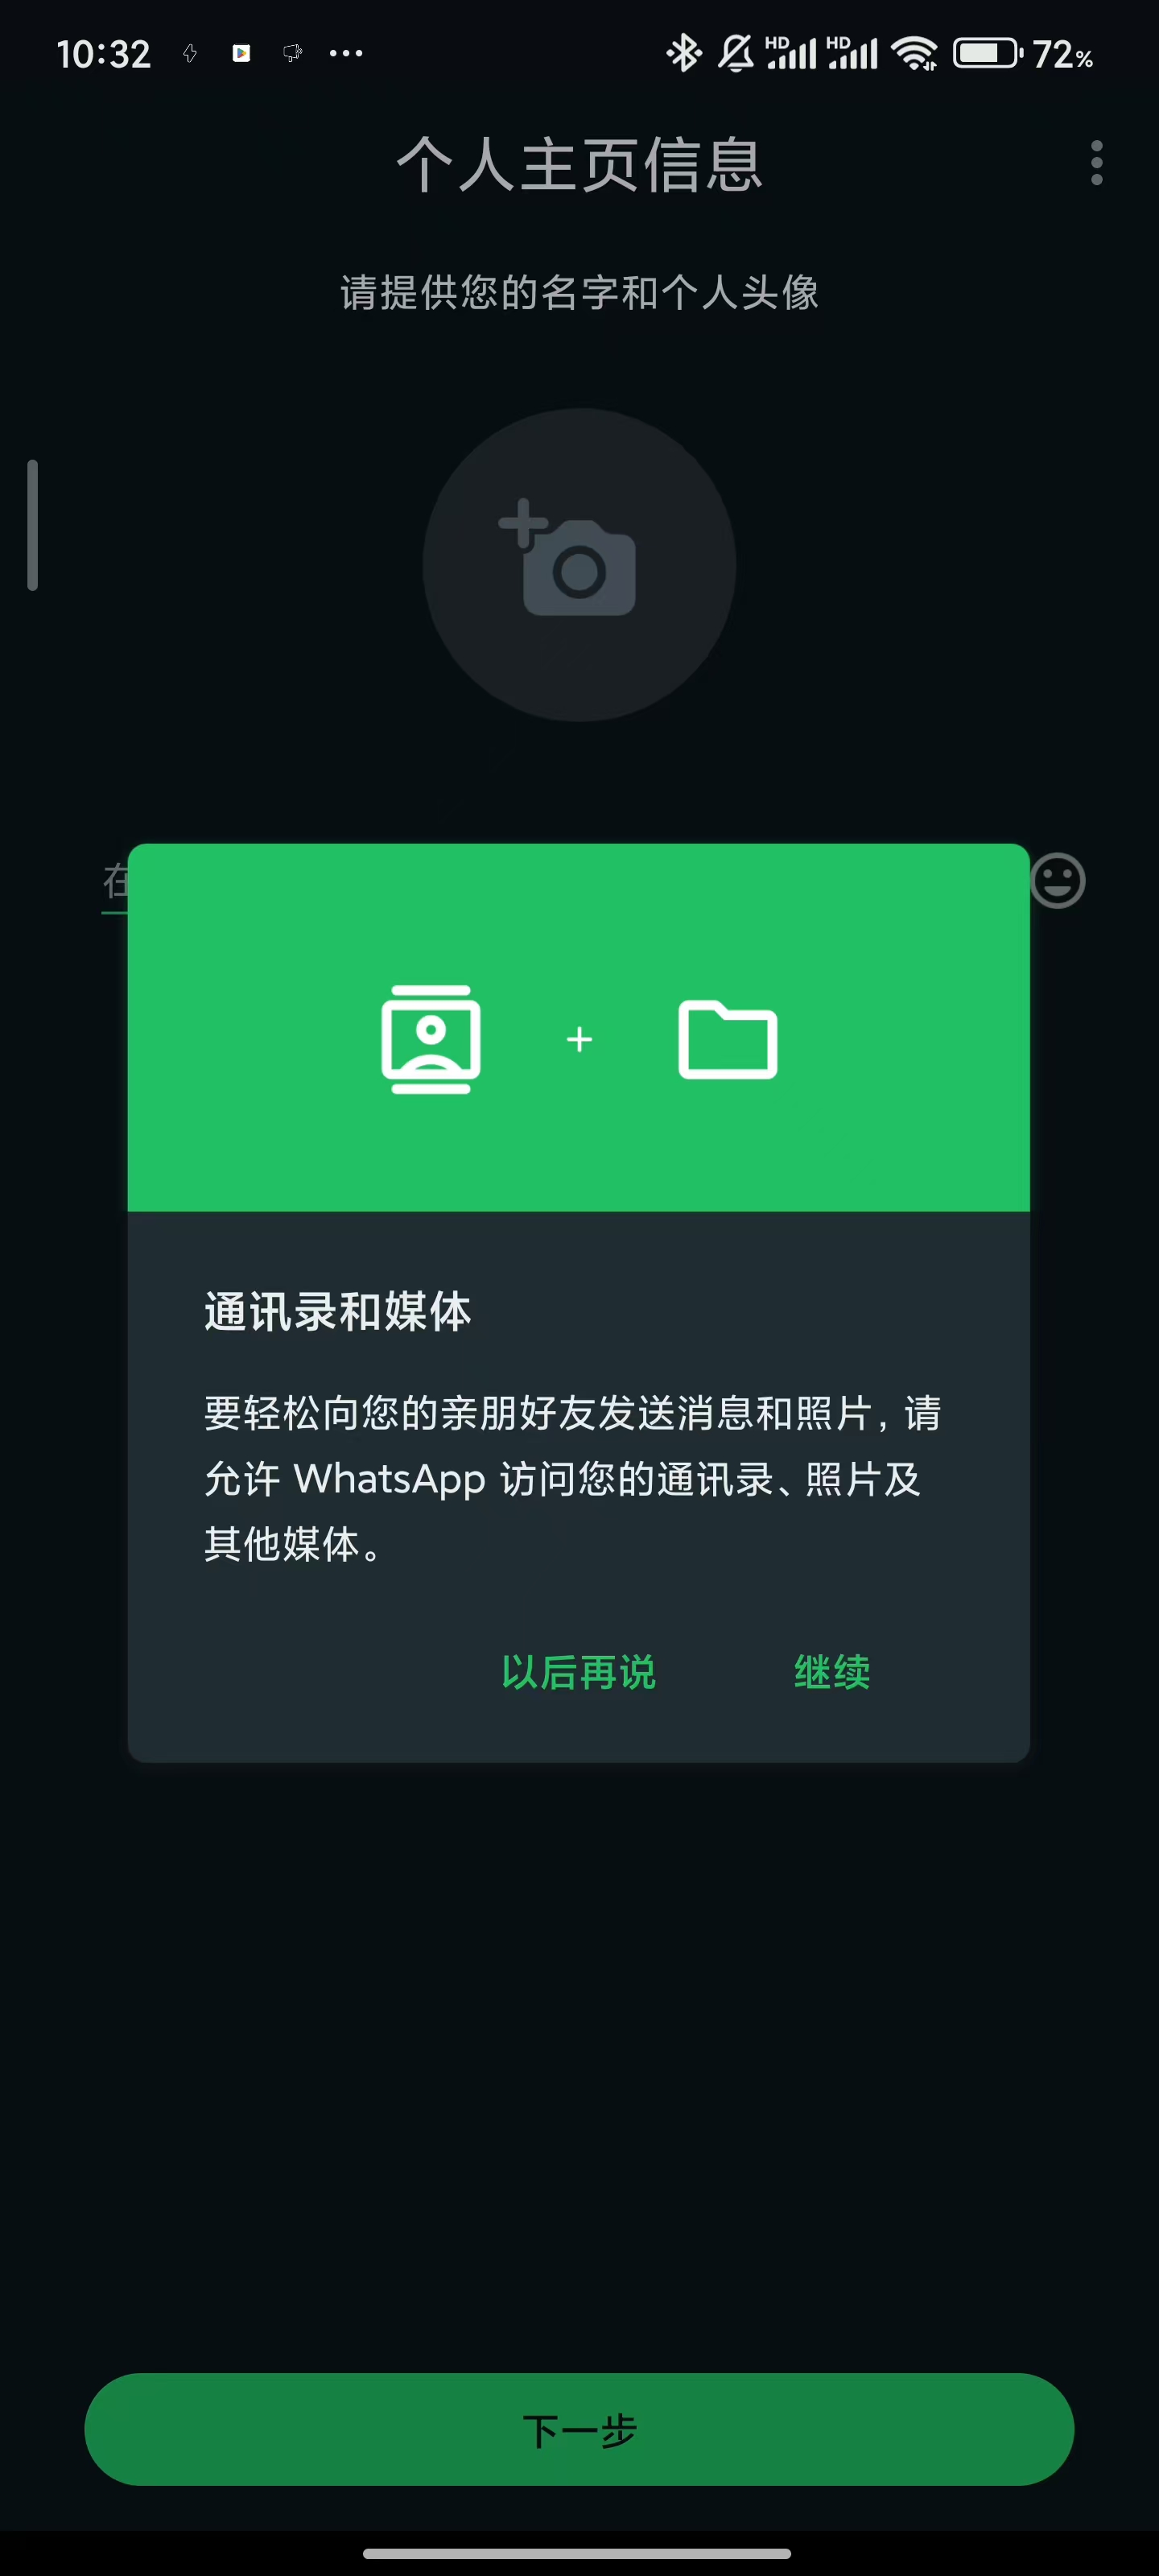 10:32
HD HD 72%
个人主页信息
请提供您的名字和个人头像
在
通讯录和媒体
要轻松向您的亲朋好友发送消息和照片，请
允许 WhatsApp 访问您的通讯录、照片及
其他媒体。
以后再说 继续
下一步